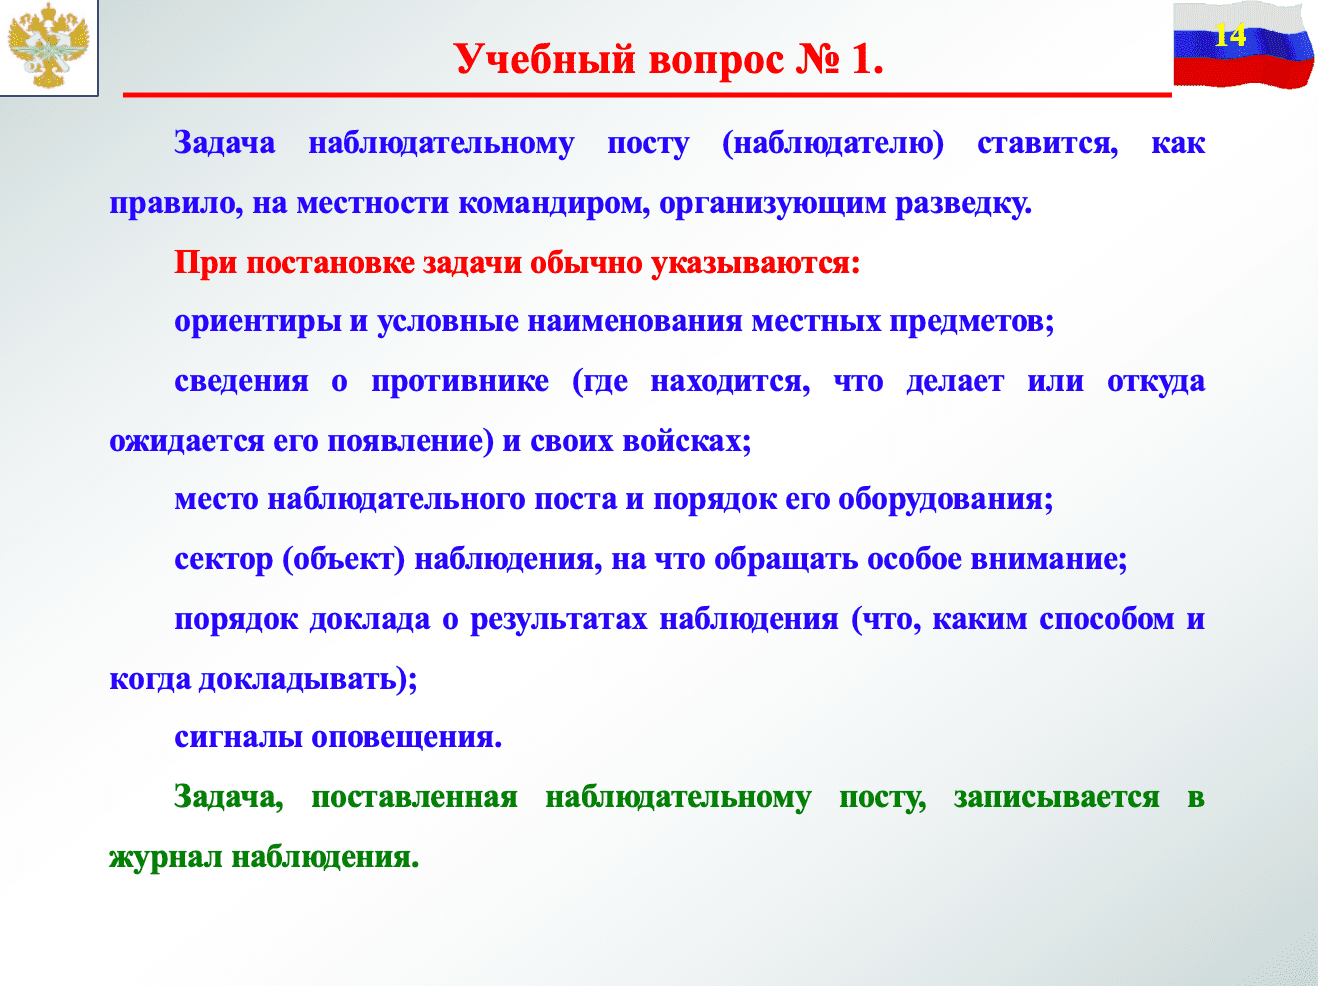 14
Учебный вопрос № 1.
Задача наблюдательному посту (наблюдателю) ставится, как
правило, на местности командиром, организующим разведку.
При постановке задачи обычно указываются:
ориентиры и условные наименования местных предметов;
сведения о противнике (где находится, что делает или откуда
ожидается его появление) и своих войсках;
место наблюдательного поста и порядок его оборудования;
сектор (объект) наблюдения, на что обращать особое внимание;
порядок доклада о результатах наблюдения (что, каким способом и
когда докладывать);
сигналы оповещения.
Задача, поставленная наблюдательному посту, записывается в
журнал наблюдения.